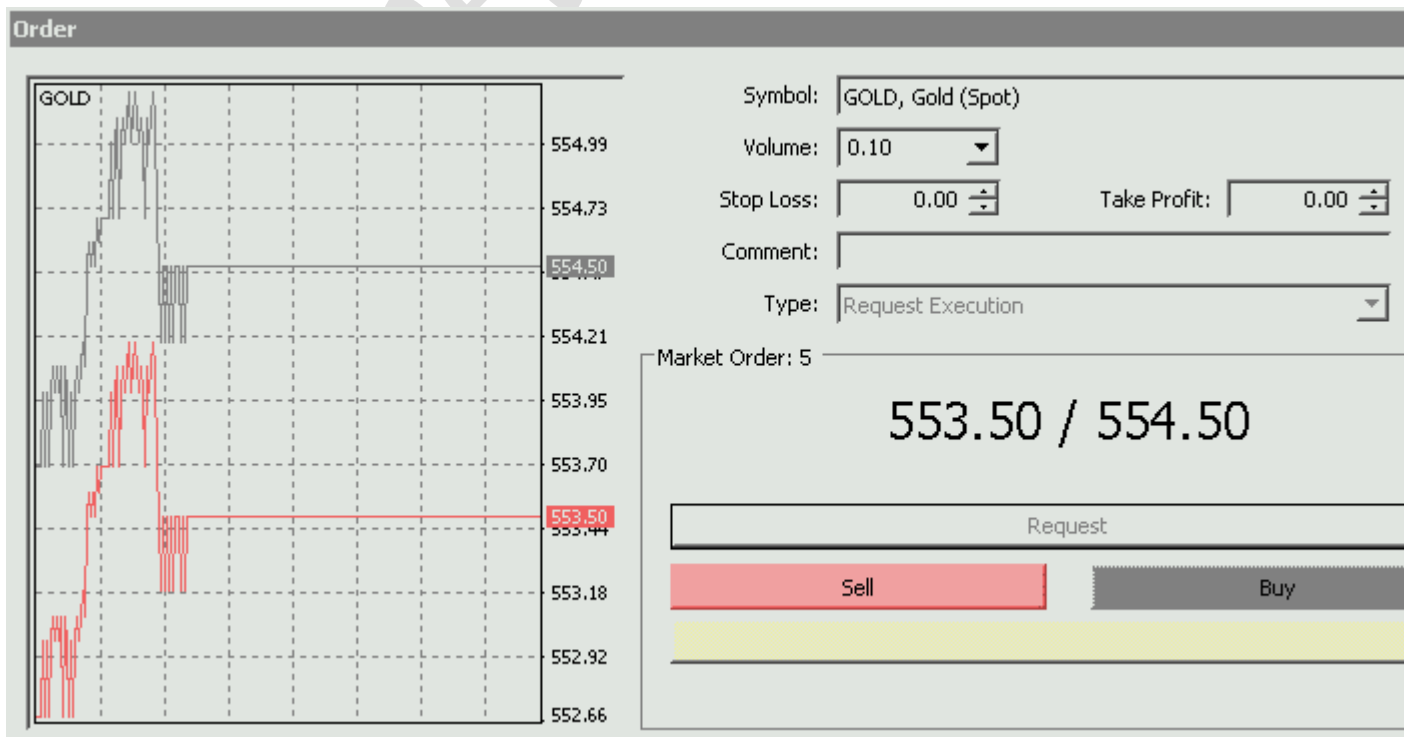 Order
GOLD
554.99
554.73
554.50
554.21
553.95
553.70
553.50
553.44
553.18
552.92
552.66
Symbol: GOLD, Gold (Spot)
Volume: 0.10
Stop Loss: 0.00 Take Profit: 0.00
Comment:
Type: Request Execution
Market Order: 5
553.50 / 554.50
Request
Sell Buy